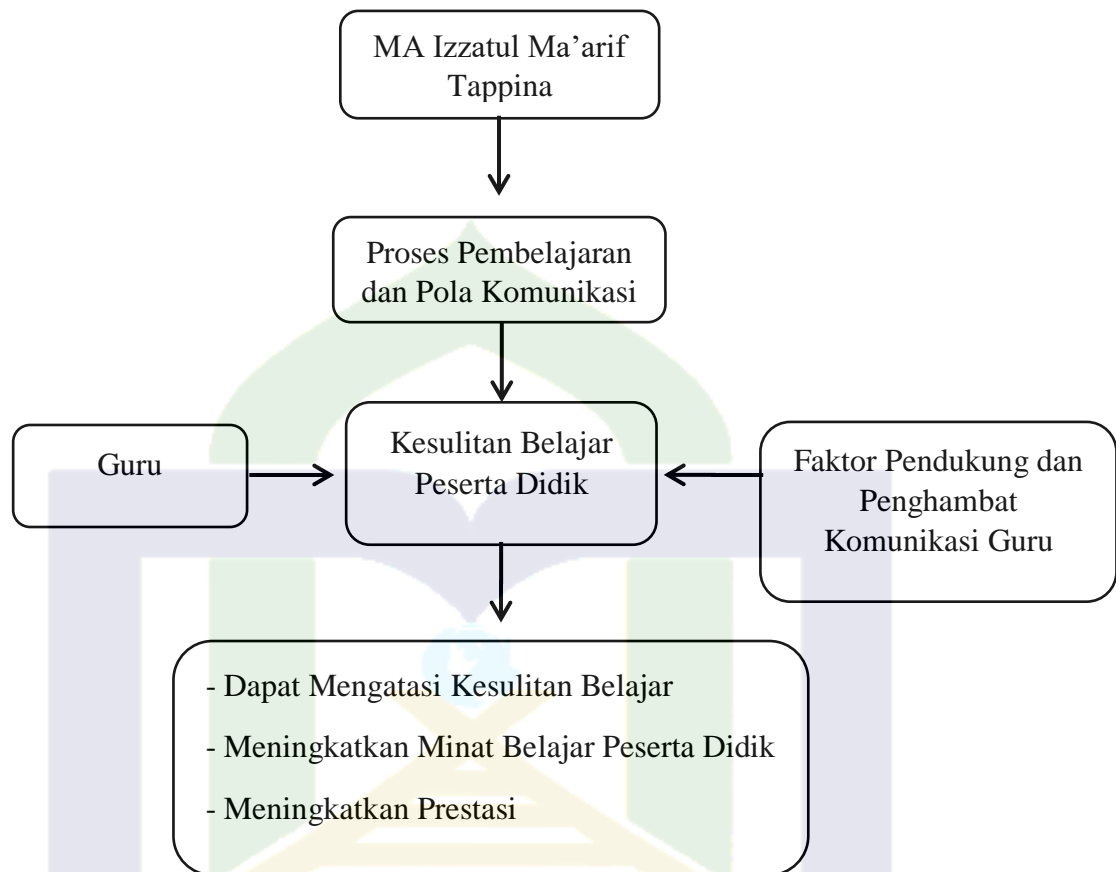 MA Izzatul Ma’arif
Tappina
Proses Pembelajaran
dan Pola Komunikasi
Guru
Kesulitan Belajar
Peserta Didik
Faktor Pendukung dan
Penghambat
Komunikasi Guru
- Dapat Mengatasi Kesulitan Belajar
- Meningkatkan Minat Belajar Peserta Didik
- Meningkatkan Prestasi